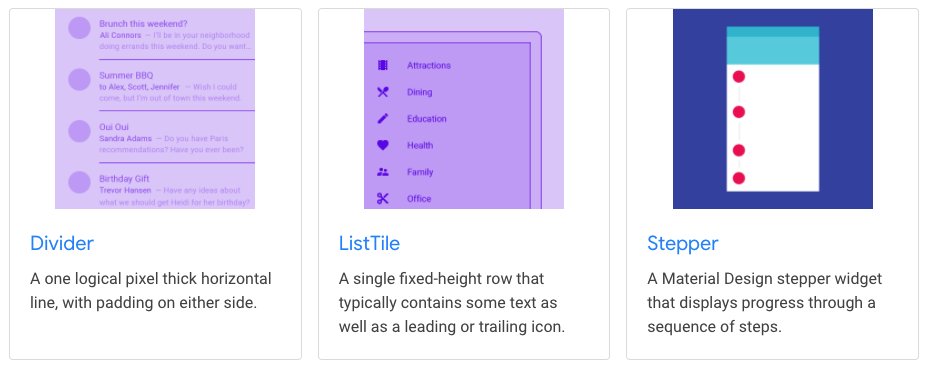 Brunch this weekend?
Ali Connors — I'll be in your neighborhood
doing errands this weekend. Do you want...
Summer BBQ
to Alex, Scott, Jennifer — Wish I could
come, but I'm out of town this weekend.
Oui Oui
Sandra Adams — Do you have Paris
recommendations? Have you ever been?
Birthday Gift
Trevor Hansen — Have any ideas about
what we should get Heidi for her birthday?
Divider
A one logical pixel thick horizontal
line, with padding on either side.
Attractions
Dining
Education
Health
Family
Office
ListTile
A single fixed-height row that
typically contains some text as
well as a leading or trailing icon.
Stepper
A Material Design stepper widget
that displays progress through a
sequence of steps.